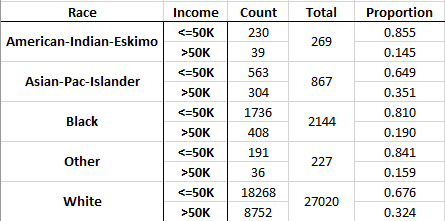 Race Income Count Total Proportion
American-Indian-Eskimo <=50K 230 269 0.855
>50K 39 0.145
Asian-Pac-Islander <=50K 563 867 0.649
>50K 304 0.351
Black <=50K 1736 2144 0.810
>50K 408 0.190
Other <=50K 191 227 0.841
>50K 36 0.159
White <=50K 18268 27020 0.676
>50K 8752 0.324